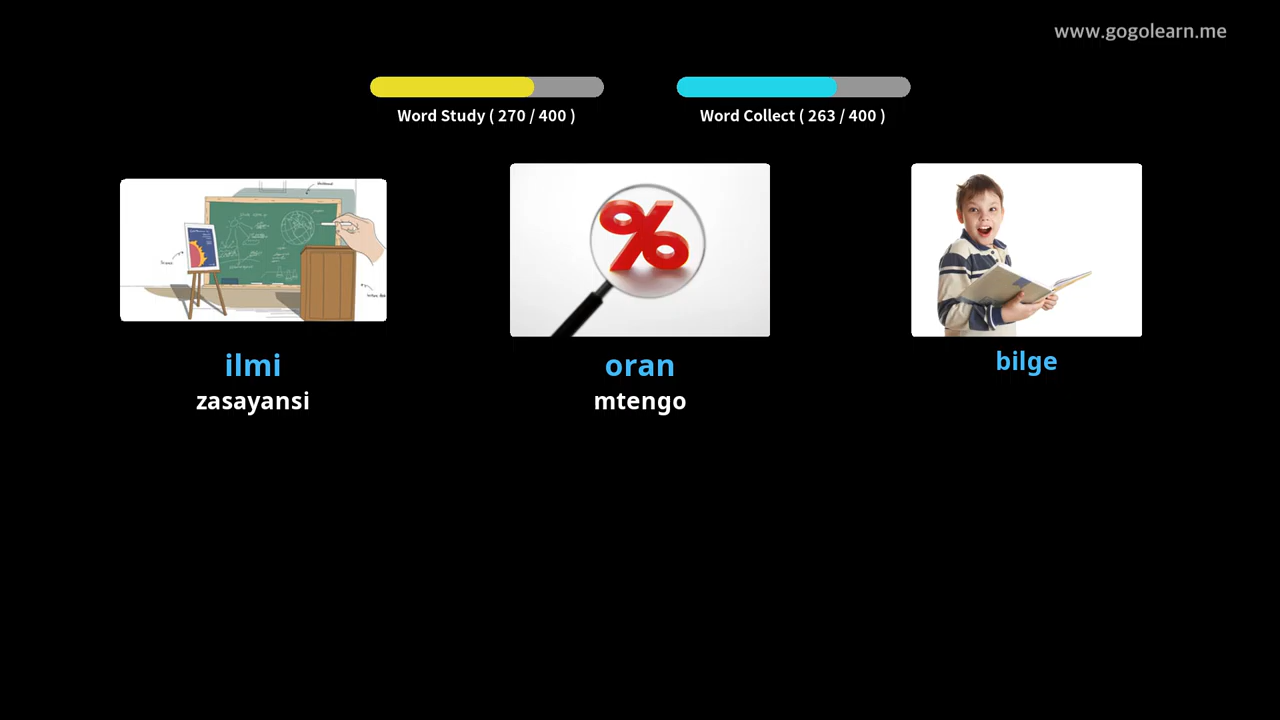 www.gogolearn.me
Word Study ( 270 / 400 )
Word Collect ( 263 / 400 )
ilmi
oran
bilge
zasayansi
mtengo